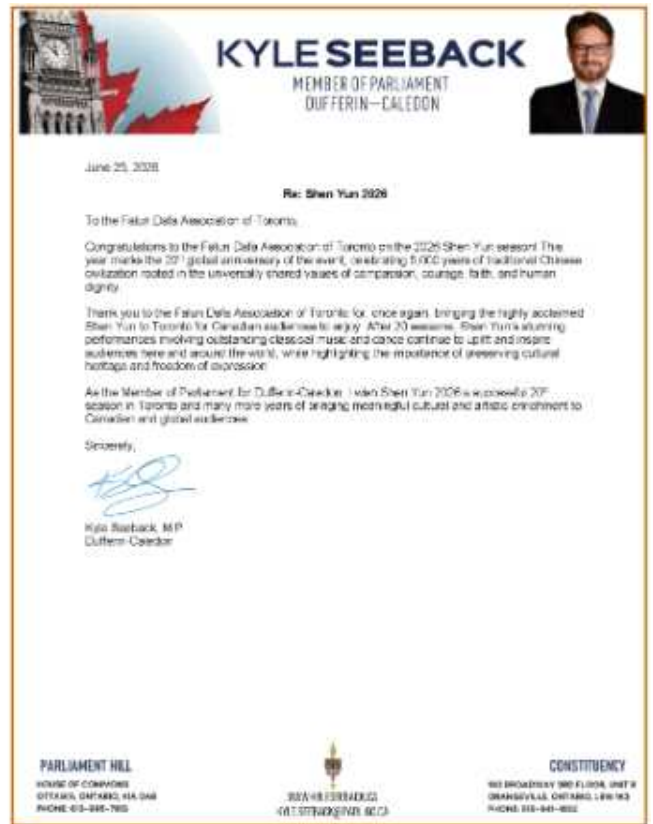 KYLE SEEBACK
MEMBER OF PARLIAMENT
DUFFERIN–CALEDON
June 25, 2026
Re: Shen Yun 2026
To the Falun Dafa Association of Toronto,
Congratulations to the Falun Dafa Association of Toronto on the 2026 Shen Yun season! This
year marks the 20th global anniversary of the event, celebrating 5,000 years of traditional Chinese
civilization rooted in the universally shared values of compassion, courage, faith, and human
dignity.
Thank you to the Falun Dafa Association of Toronto for, once again, bringing the highly acclaimed
Shen Yun to Toronto for Canadian audiences to enjoy. After 20 seasons, Shen Yun's stunning
performances involving outstanding classical music and dance continue to uplift and inspire
audiences here and around the world, while highlighting the importance of preserving cultural
heritage and freedom of expression.
As the Member of Parliament for Dufferin-Caledon, I wish Shen Yun 2026 a successful 20th
season in Toronto and many more years of bringing meaningful cultural and artistic enrichment to
Canadian and global audiences.
Sincerely,
Kyle Seeback, MP
Dufferin-Caledon
PARLIAMENT HILL
HOUSE OF COMMONS
OTTAWA, ONTARIO, K1A 0A6
PHONE:
CONSTITUENCY
BROADWAY 3RD FLOOR, UNIT
ORANGEVILLE, ONTARIO,
PHONE: